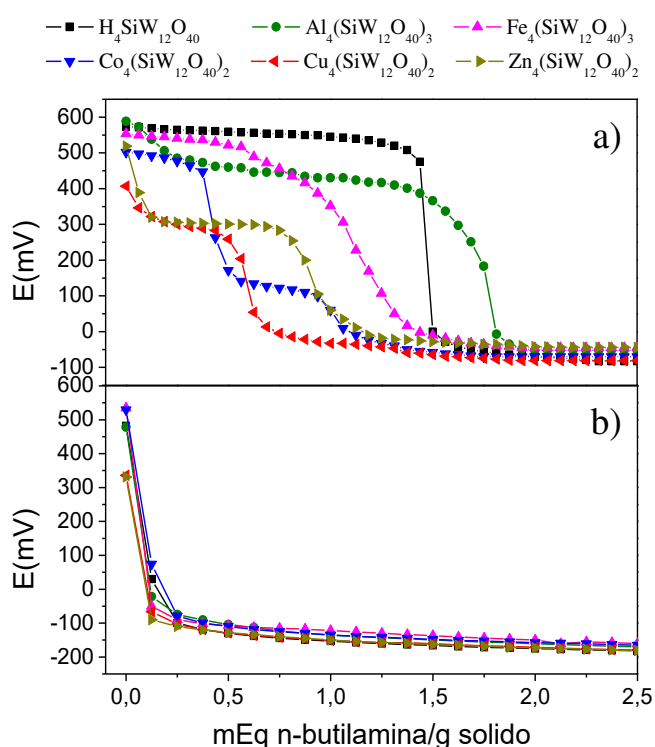 H₄SiW₁₂O₄₀ Al₄(SiW₁₂O₄₀)₃ Fe₄(SiW₁₂O₄₀)₃
Co₄(SiW₁₂O₄₀)₂ Cu₄(SiW₁₂O₄₀)₂ Zn₄(SiW₁₂O₄₀)₂
a)
600
500
400
300
200
100
0
-100
E(mV)
b)
600
500
400
300
200
100
0
-100
-200
E(mV)
0,0 0,5 1,0 1,5 2,0 2,5
mEq n-butilamina/g solido